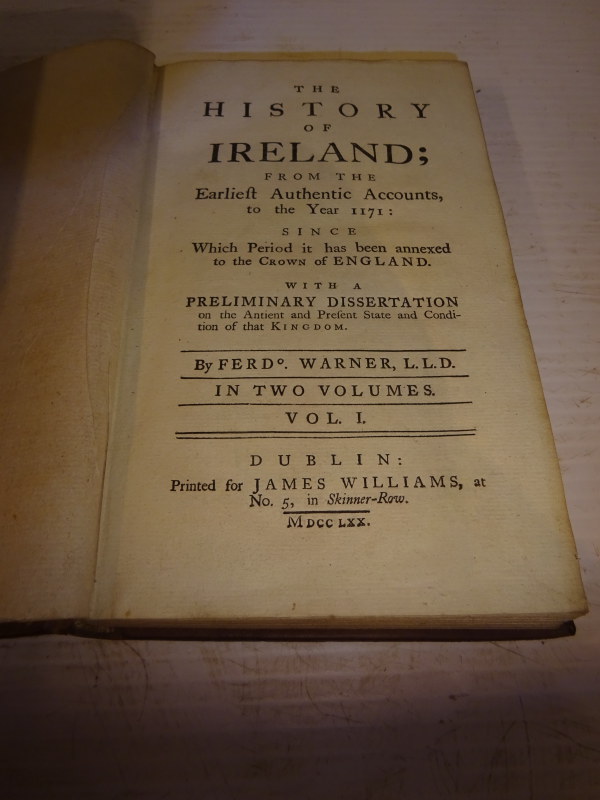 THE
HISTORY
OF
IRELAND;
FROM THE
Earlieſt Authentic Accounts,
to the Year 1171:
SINCE
Which Period it has been annexed
to the CROWN of ENGLAND.
WITH A
PRELIMINARY DISSERTATION
on the Antient and Preſent State and Condi-
tion of that KINGDOM.
By FERDº. WARNER, L.L.D.
IN TWO VOLUMES.
VOL. I.
DUBLIN:
Printed for JAMES WILLIAMS, at
No. 5, in Skinner-Row.
MDCCLXX.